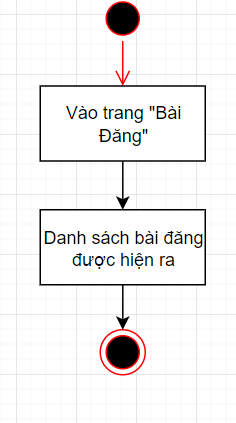 Vào trang "Bài
Đăng"
Danh sách bài đăng
được hiện ra